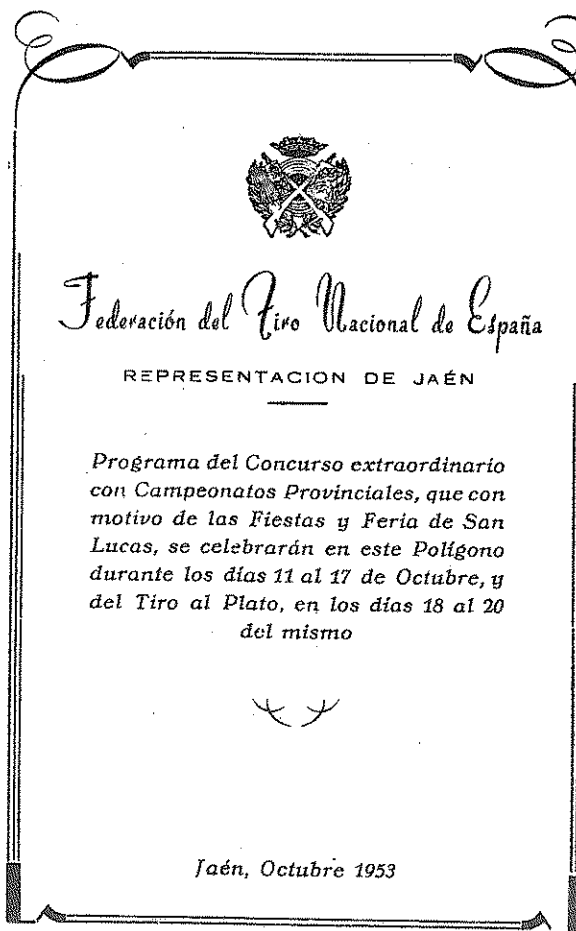 Federación del Tiro Nacional de España
REPRESENTACION DE JAÉN
Programa del Concurso extraordinario
con Campeonatos Provinciales, que con
motivo de las Fiestas y Feria de San
Lucas, se celebrarán en este Polígono
durante los días 11 al 17 de Octubre, y
del Tiro al Plato, en los días 18 al 20
del mismo
Jaén, Octubre 1953